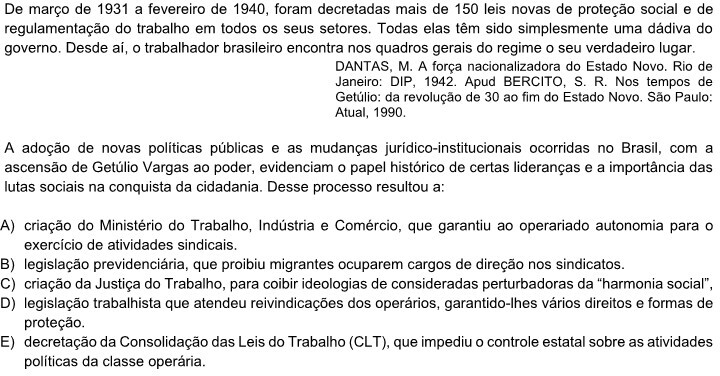 De março de 1931 a fevereiro de 1940, foram decretadas mais de 150 leis novas de proteção social e de
regulamentação do trabalho em todos os seus setores. Todas elas têm sido simplesmente uma dádiva do
governo. Desde aí, o trabalhador brasileiro encontra nos quadros gerais do regime o seu verdadeiro lugar.
DANTAS, M. A força nacionalizadora do Estado Novo. Rio de
Janeiro: DIP, 1942. Apud BERCITO, S. R. Nos tempos de
Getúlio: da revolução de 30 ao fim do Estado Novo. São Paulo:
Atual, 1990.
A adoção de novas políticas públicas e as mudanças jurídico-institucionais ocorridas no Brasil, com a
ascensão de Getúlio Vargas ao poder, evidenciam o papel histórico de certas lideranças e a importância das
lutas sociais na conquista da cidadania. Desse processo resultou a:
A) criação do Ministério do Trabalho, Indústria e Comércio, que garantiu ao operariado autonomia para o
exercício de atividades sindicais.
B) legislação previdenciária, que proibiu migrantes ocuparem cargos de direção nos sindicatos.
C) criação da Justiça do Trabalho, para coibir ideologias de consideradas perturbadoras da “harmonia social”,
D) legislação trabalhista que atendeu reivindicações dos operários, garantido-lhes vários direitos e formas de
proteção.
E) decretação da Consolidação das Leis do Trabalho (CLT), que impediu o controle estatal sobre as atividades
políticas da classe operária.